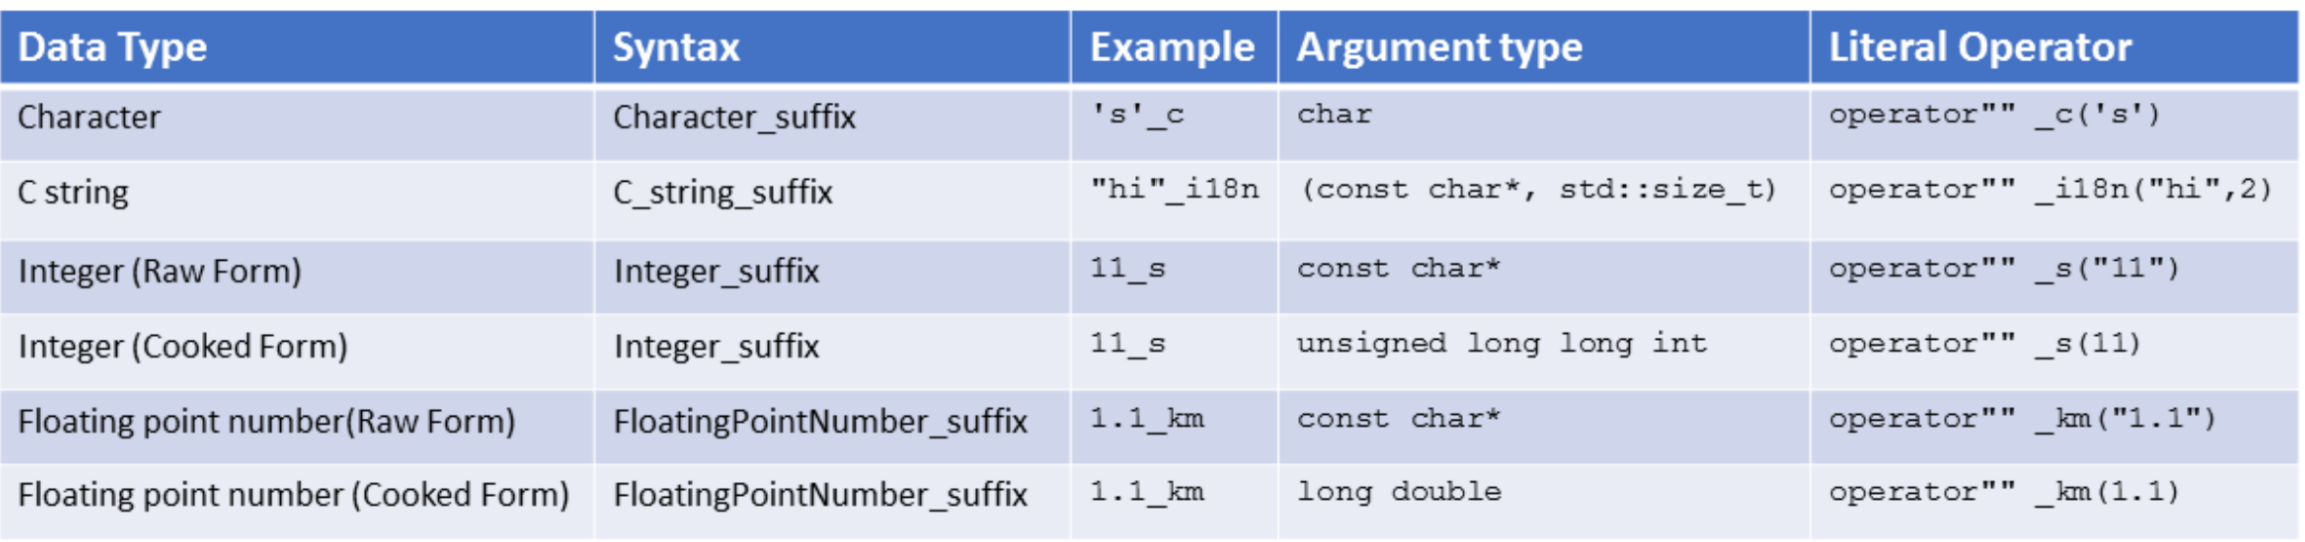 Data Type Syntax Example Argument type Literal Operator
Character Character_suffix 's'_c char operator"" _c('s')
C string C_string_suffix "hi"_i18n (const char*, std::size_t) operator"" _i18n("hi",2)
Integer (Raw Form) Integer_suffix 11_s const char* operator"" _s("11")
Integer (Cooked Form) Integer_suffix 11_s unsigned long long int operator"" _s(11)
Floating point number(Raw Form) FloatingPointNumber_suffix 1.1_km const char* operator"" _km("1.1")
Floating point number (Cooked Form) FloatingPointNumber_suffix 1.1_km long double operator"" _km(1.1)